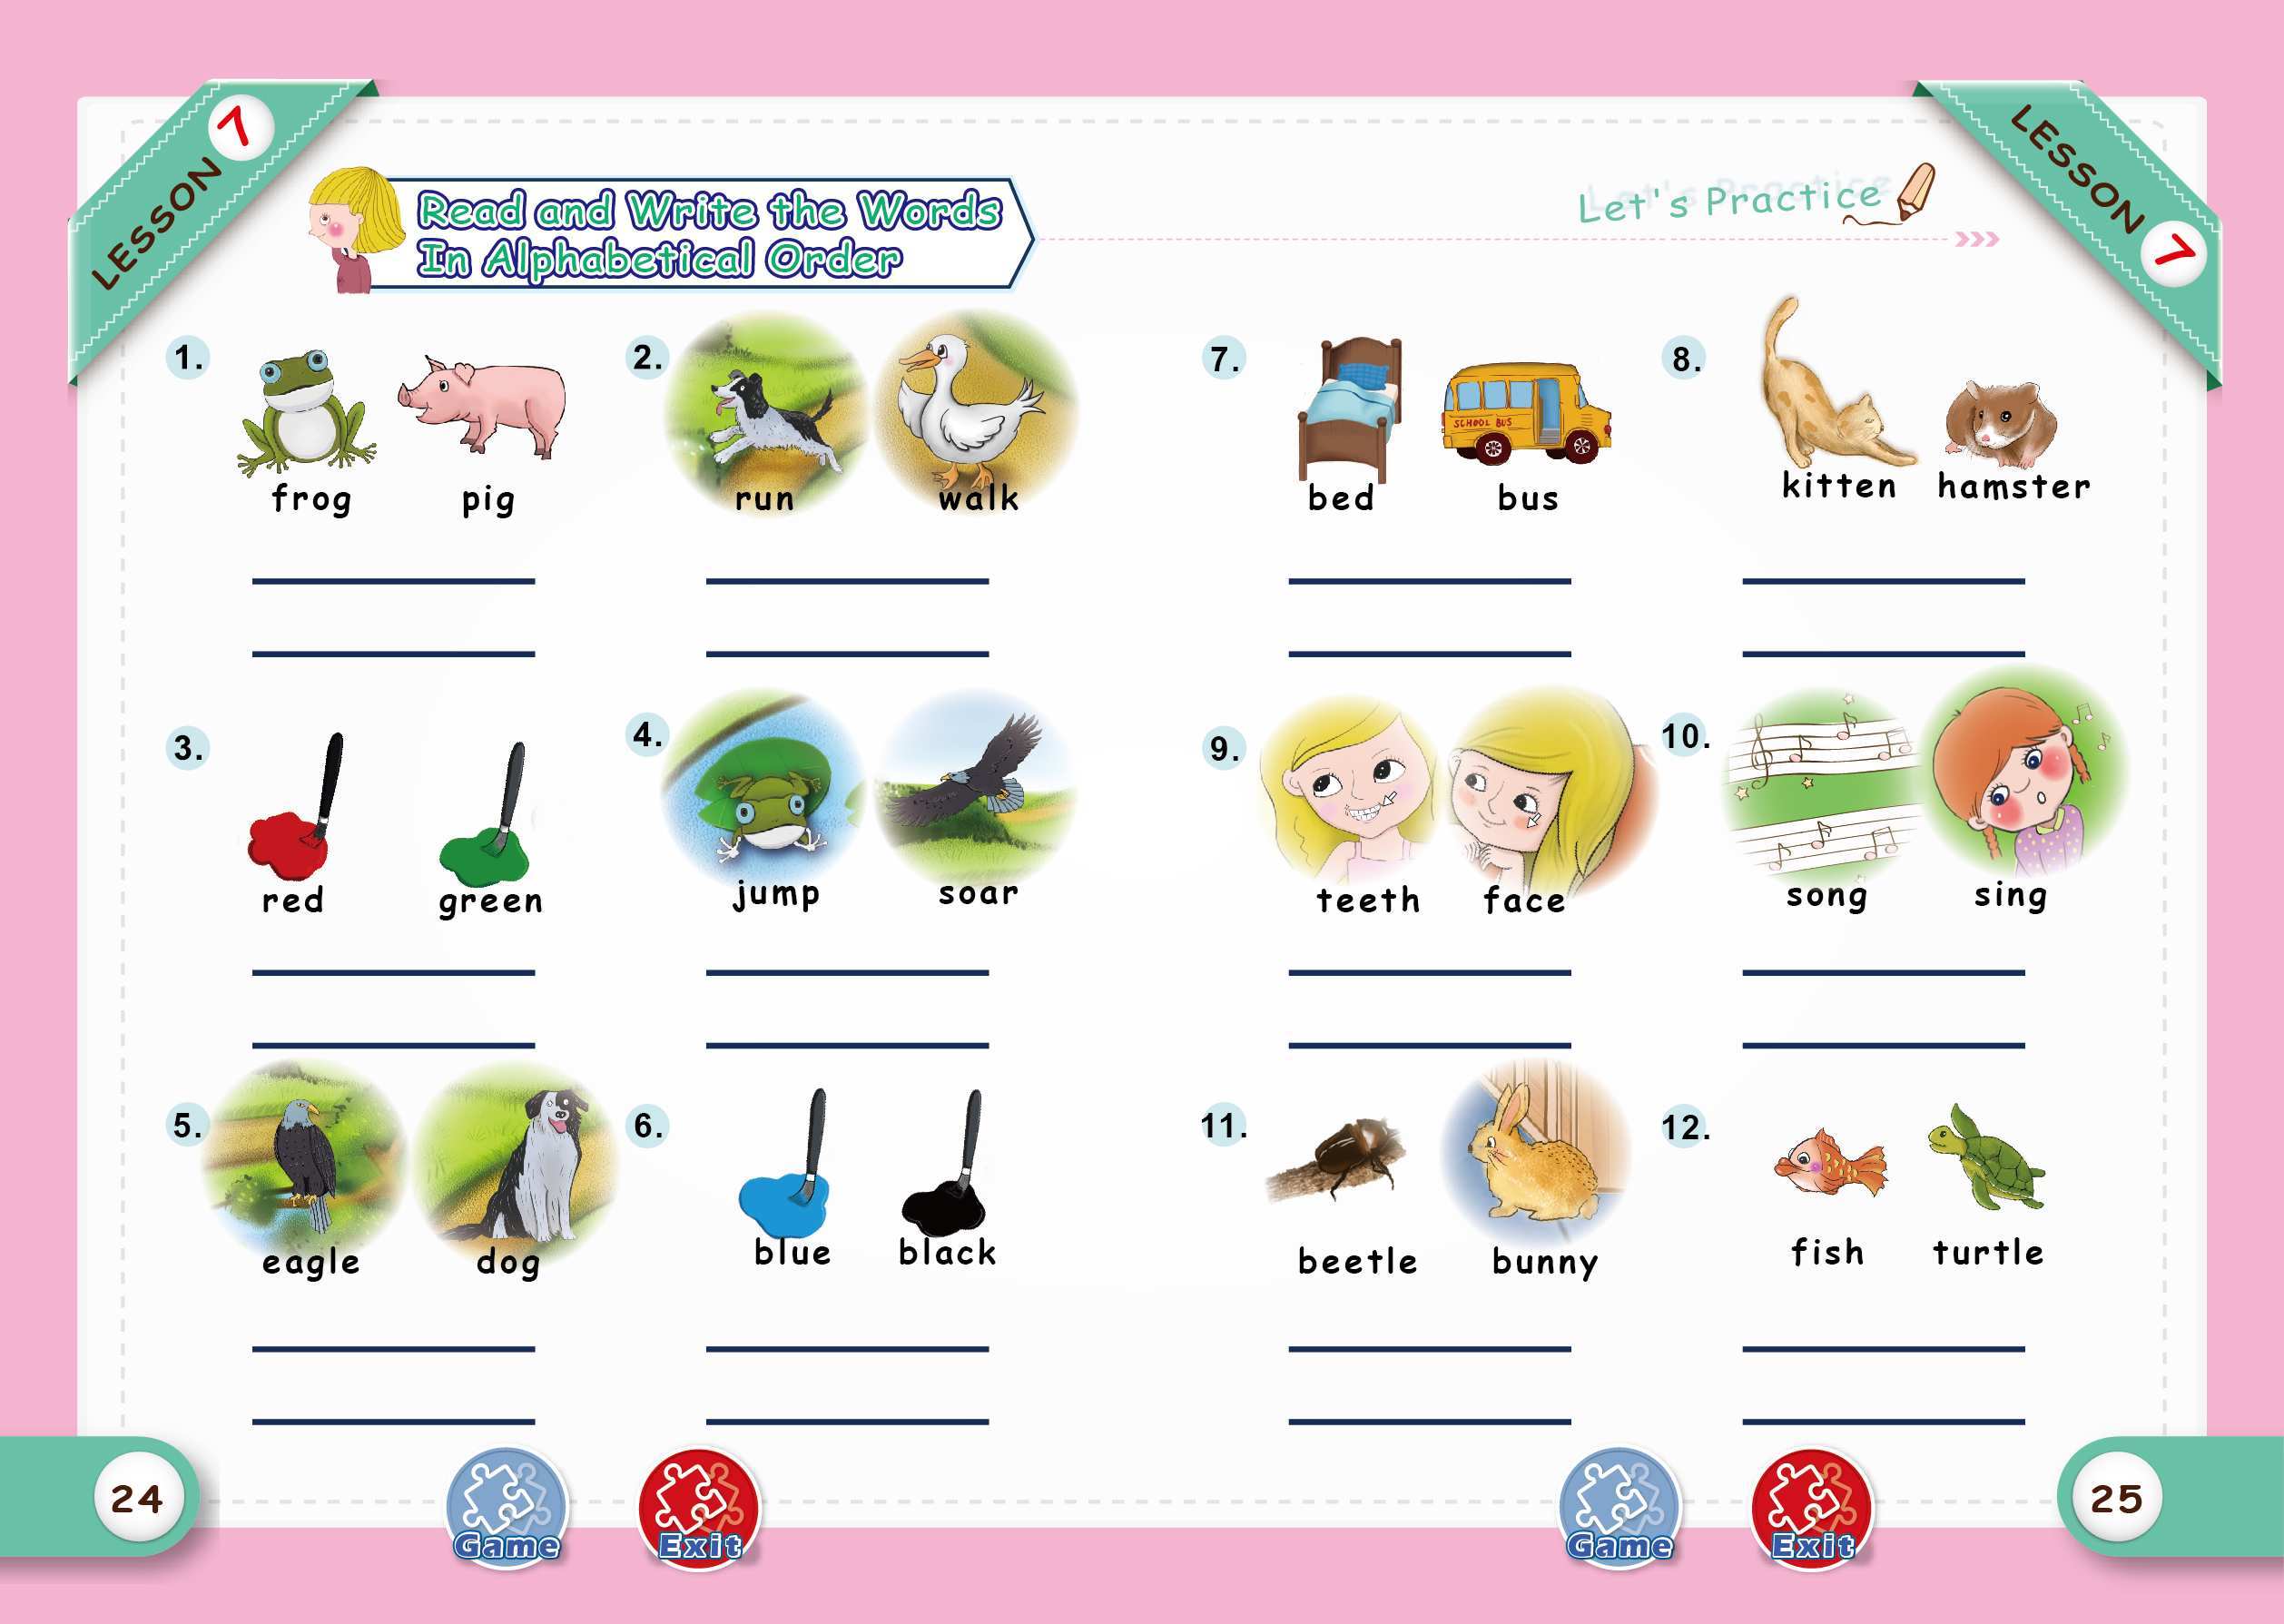 LESSON 7
Read and Write the Words
In Alphabetical Order
1.
frog pig
2.
run walk
3.
red green
4.
jump soar
5.
eagle dog
6.
blue black
24
Game
Exit
Let's Practice
LESSON 7
7.
bed bus
SCHOOL BUS
8.
kitten hamster
9.
teeth face
10.
song sing
11.
beetle bunny
12.
fish turtle
Game
Exit
25